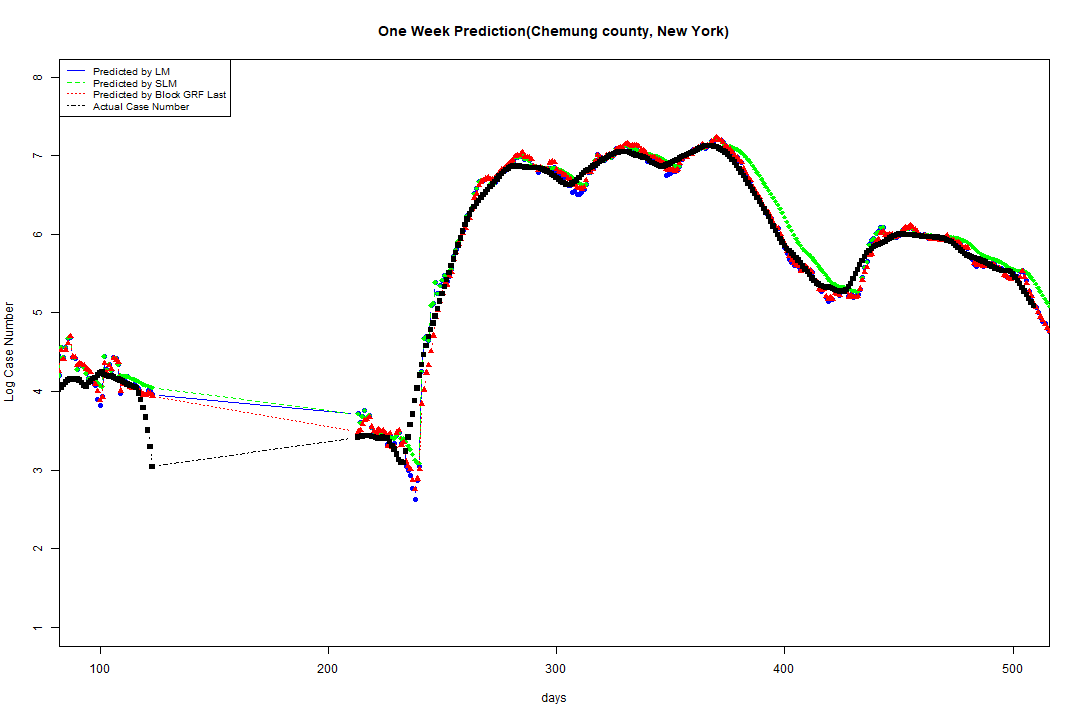 One Week Prediction(Chemung county, New York)
Predicted by LM
Predicted by SLM
Predicted by Block GRF Last
Actual Case Number
8
7
6
5
4
3
2
1
Log Case Number
100 200 300 400 500
days